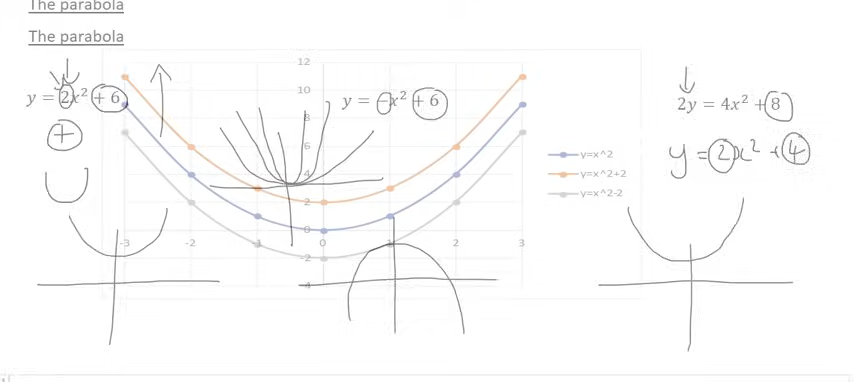 The parabola
The parabola
y = 2x² + 6
+
y = -x² + 6
2y = 4x² + 8
y = 2x² + 4
12
10
8
6
4
2
0
-2
-4
-3 -2 -1 0 1 2 3
y=x^2
y=x^2+2
y=x^2-2